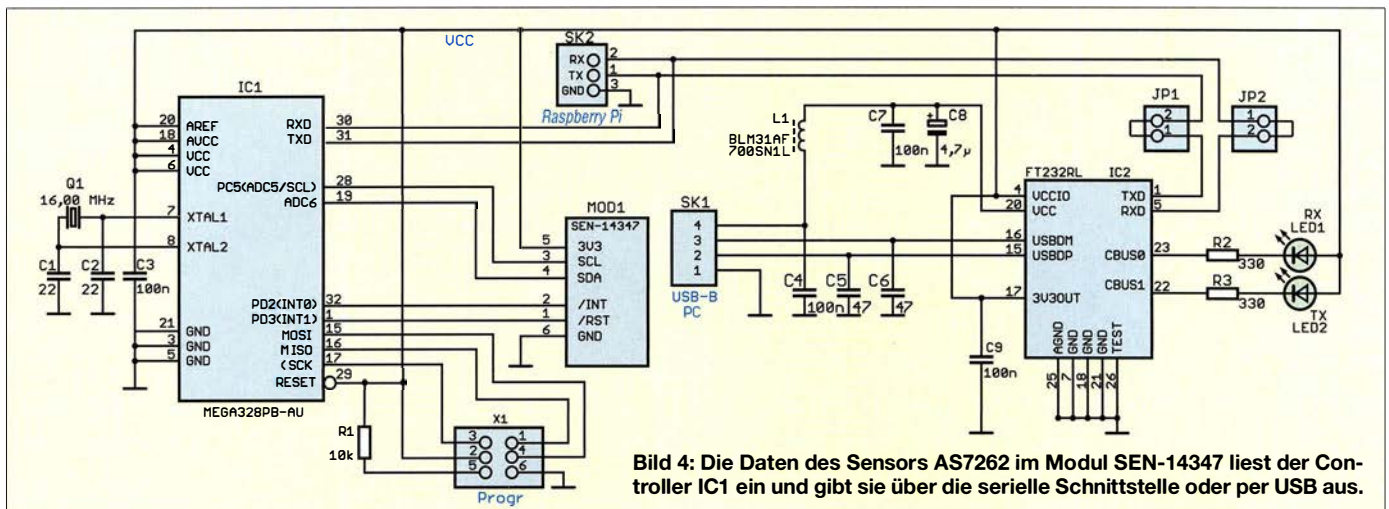 VCC
SK2
RX 2
TX 1
GND 3
Raspberry Pi
IC1
20 AREF
18 AVCC
4 VCC
6 VCC
7 XTAL1
8 XTAL2
21 GND
3 GND
5 GND
RXD 30
TXD 31
PC5(ADC5/SCL) 28
ADC6 19
PD2(INT0) 32
PD3(INT1) 1
MOSI 15
MISO 16
(SCK 17
RESET 29
MEGA328PB-AU
Q1
16,00 MHz
C1
22
C2
22
C3
100n
R1
10k
X1
3 1
2 4
5 6
Progr
MOD1
SEN-14347
5 3V3
3 SCL
4 SDA
2 /INT
1 /RST
6 GND
SK1
4
3
2
1
USB-B
PC
L1
BLM31AF
700SN1L
C7
100n
C8
+
4,7µ
C4
100n
C5
47
C6
47
C9
100n
JP1
2
1
JP2
1
2
FT232RL IC2
4 VCCIO
20 VCC
16 USBDM
15 USBDP
17 3V3OUT
TXD 1
RXD 5
CBUS0 23
CBUS1 22
AGND GND GND GND TEST
25 7 18 21 26
R2
330
R3
330
RX
LED1
TX
LED2
Bild 4: Die Daten des Sensors AS7262 im Modul SEN-14347 liest der Con-
troller IC1 ein und gibt sie über die serielle Schnittstelle oder per USB aus.